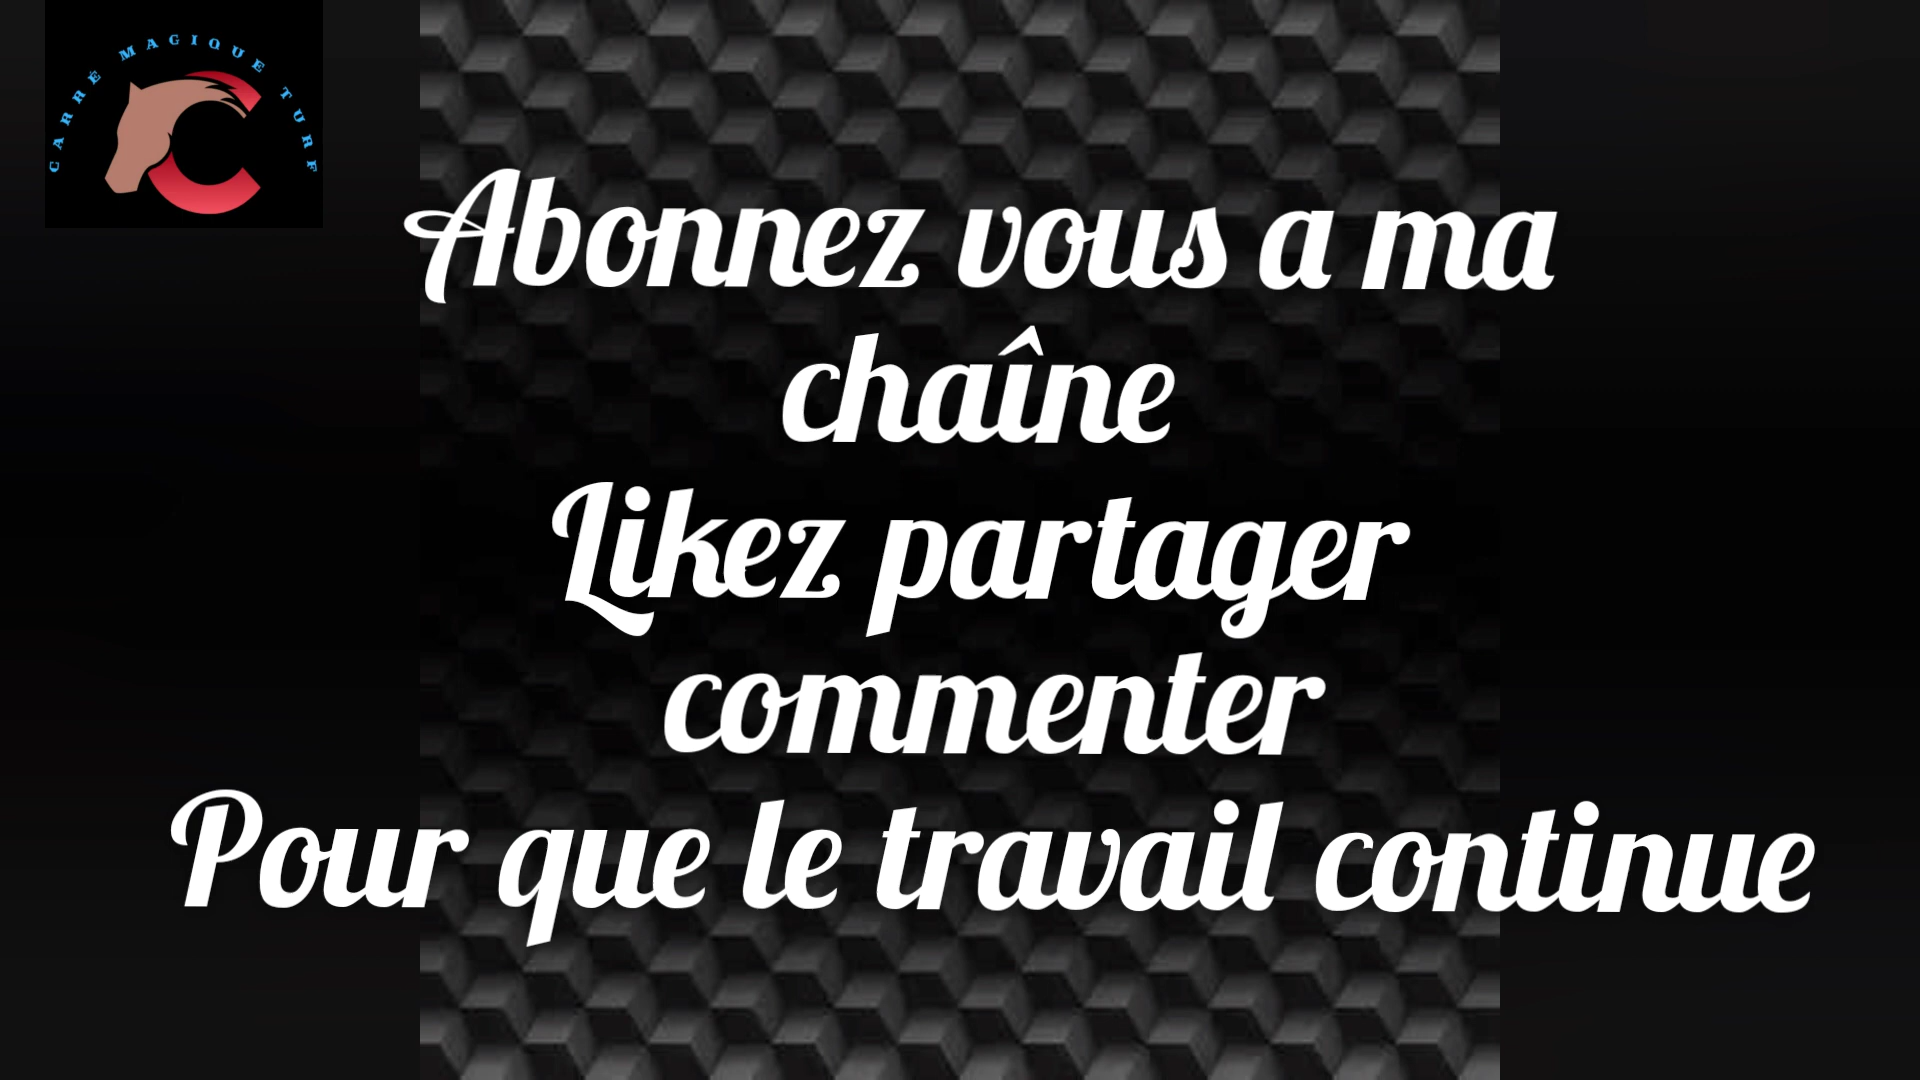 CARRÉ MAGIQUE TURF
Abonnez vous a ma
chaîne
Likez partager
commenter
Pour que le travail continue